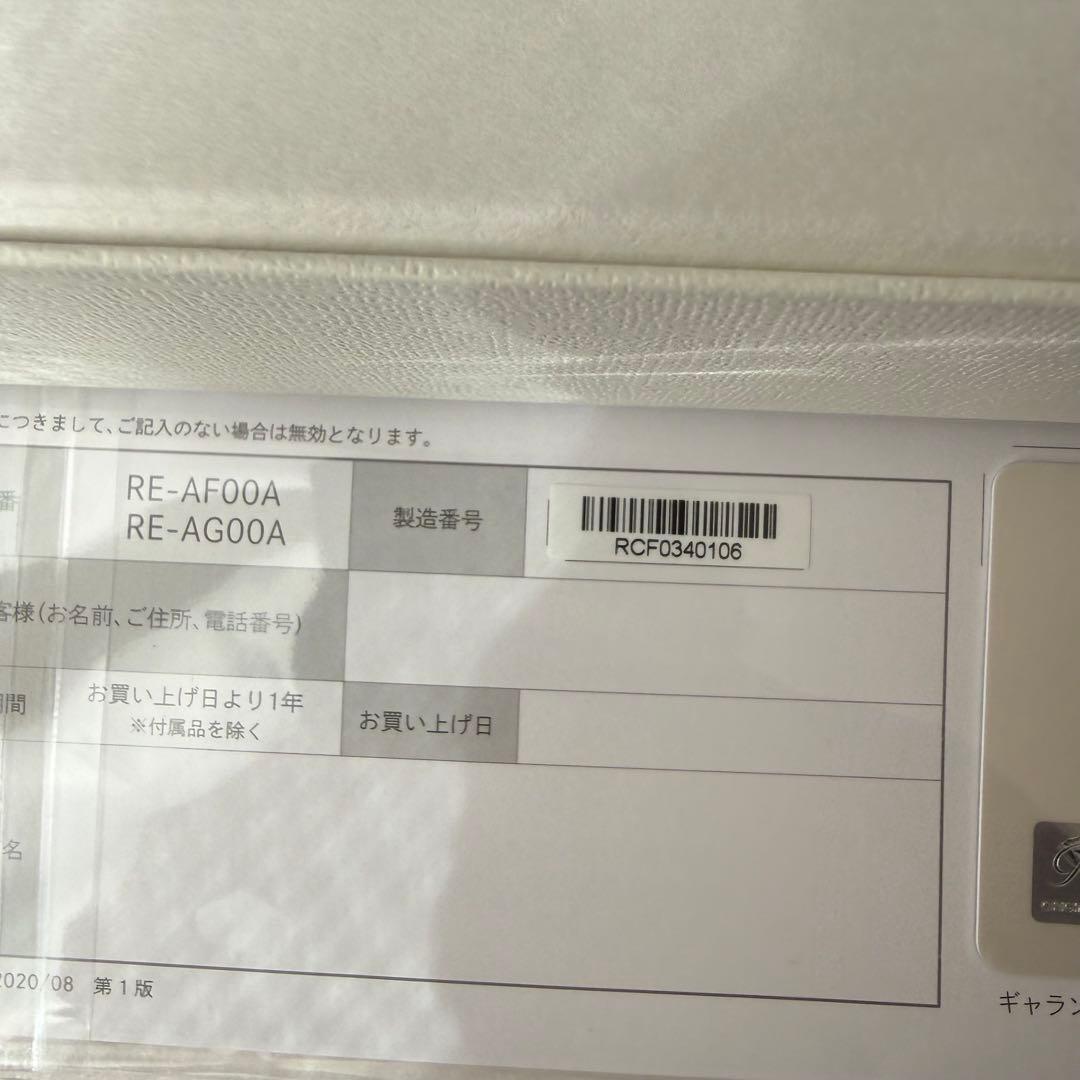 につきまして、ご記入のない場合は無効となります。
番
RE-AF00A
RE-AG00A
製造番号
RCF0340106
客様(お名前、ご住所、電話番号)
期間
お買い上げ日より1年
※付属品を除く
お買い上げ日
名
2020/08 第1版
ギャラン